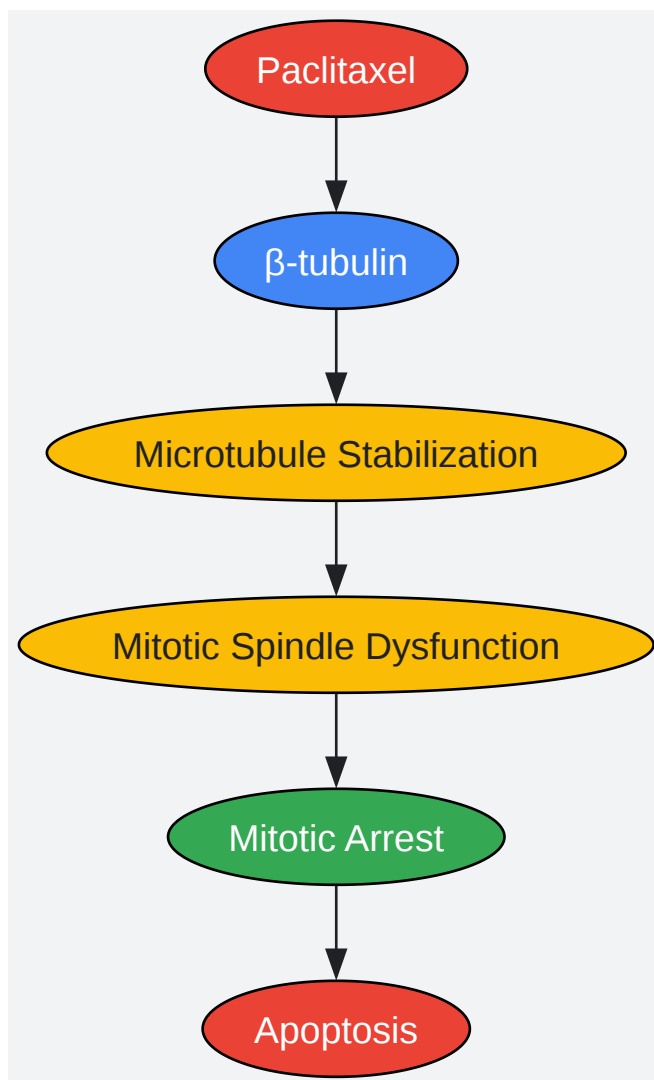 Paclitaxel
β-tubulin
Microtubule Stabilization
Mitotic Spindle Dysfunction
Mitotic Arrest
Apoptosis